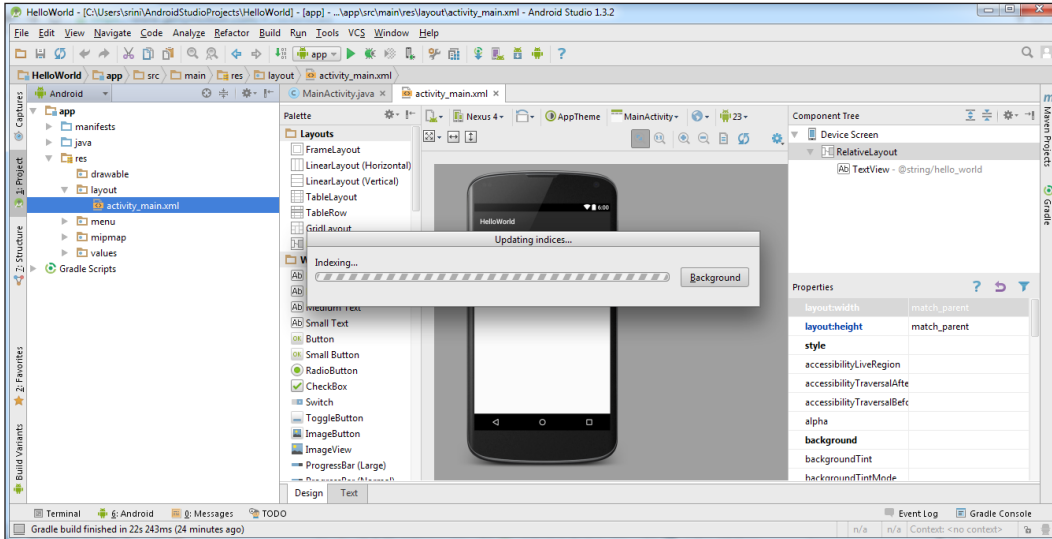 HelloWorld - [C:\Users\srini\AndroidStudioProjects\HelloWorld] - [app] - ...\app\src\main\res\layout\activity_main.xml - Android Studio 1.3.2
File Edit View Navigate Code Analyze Refactor Build Run Tools VCS Window Help
app
HelloWorld app src main res layout activity_main.xml
Captures
1: Project
7: Structure
2: Favorites
Build Variants
Android
app
manifests
java
res
drawable
layout
activity_main.xml
menu
mipmap
values
Gradle Scripts
MainActivity.java × activity_main.xml ×
Palette
Layouts
FrameLayout
LinearLayout (Horizontal)
LinearLayout (Vertical)
TableLayout
TableRow
GridLayout
Medium Text
Ab Small Text
OK Button
OK Small Button
RadioButton
CheckBox
Switch
ToggleButton
ImageButton
ImageView
ProgressBar (Large)
ProgressBar (Normal)
Design Text
Nexus 4 AppTheme MainActivity 23
6:00
HelloWorld
Updating indices...
Indexing...
Background
Component Tree
Device Screen
RelativeLayout
Ab TextView - @string/hello_world
Properties
layout:width match_parent
layout:height match_parent
style
accessibilityLiveRegion
accessibilityTraversalAfte
accessibilityTraversalBefo
alpha
background
backgroundTint
backgroundTintMode
Maven Projects
Gradle
Terminal 6: Android 0: Messages TODO Event Log Gradle Console
Gradle build finished in 22s 243ms (24 minutes ago) n/a n/a Context: <no context>